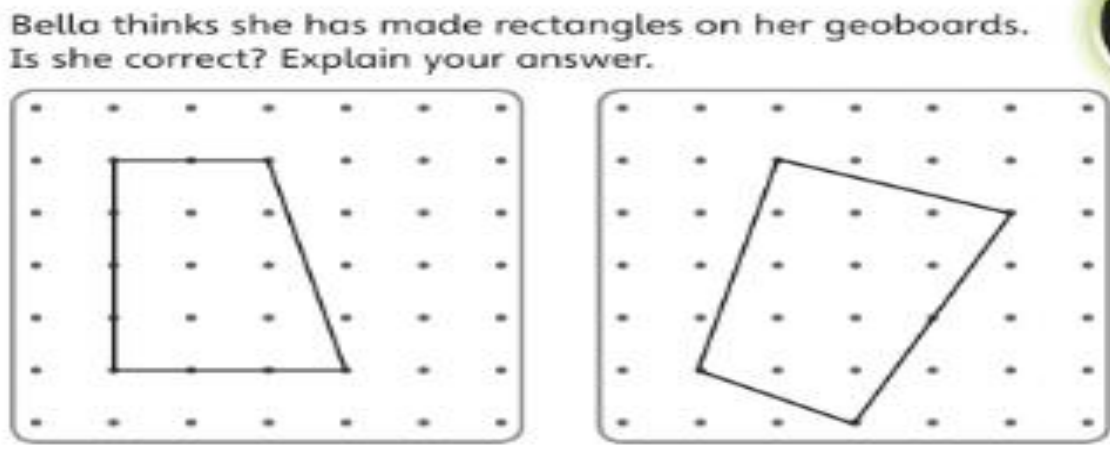 Bella thinks she has made rectangles on her geoboards.
Is she correct? Explain your answer.